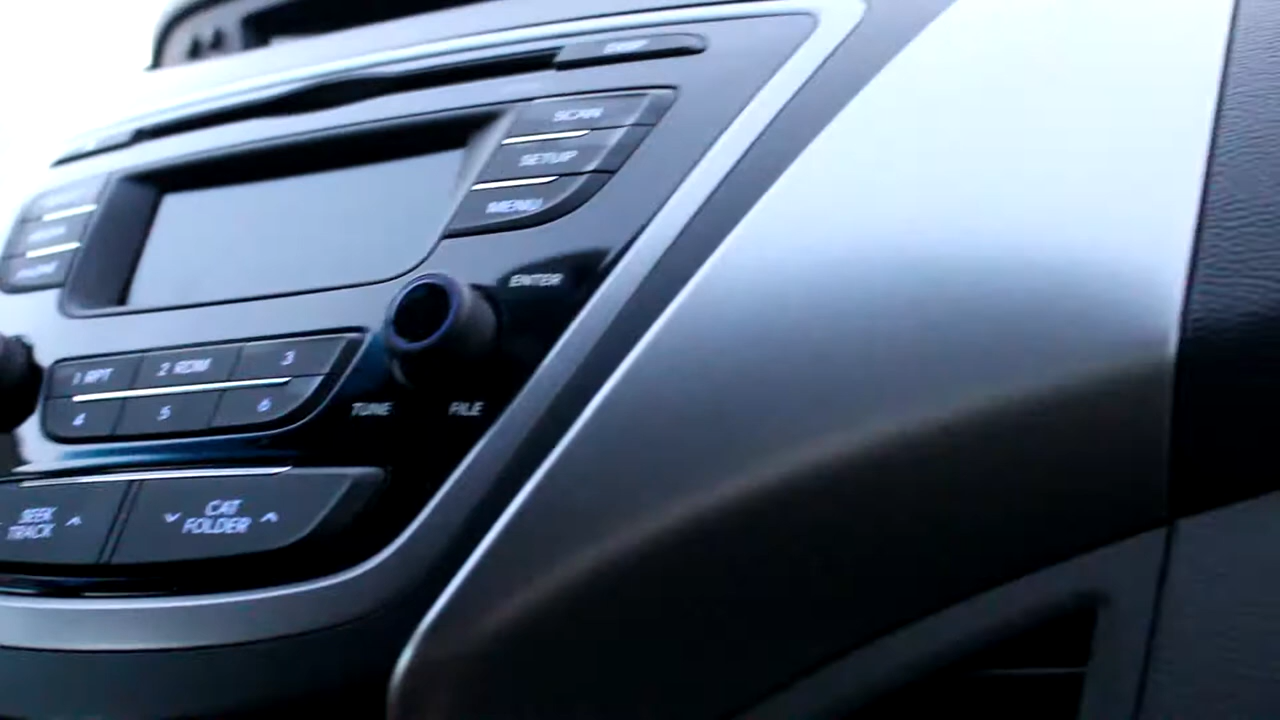 SCAN
SETUP
MENU
ENTER
1 RPT
2 RDM
3
4
5
6
TUNE
FILE
SEEK
TRACK
CAT
FOLDER